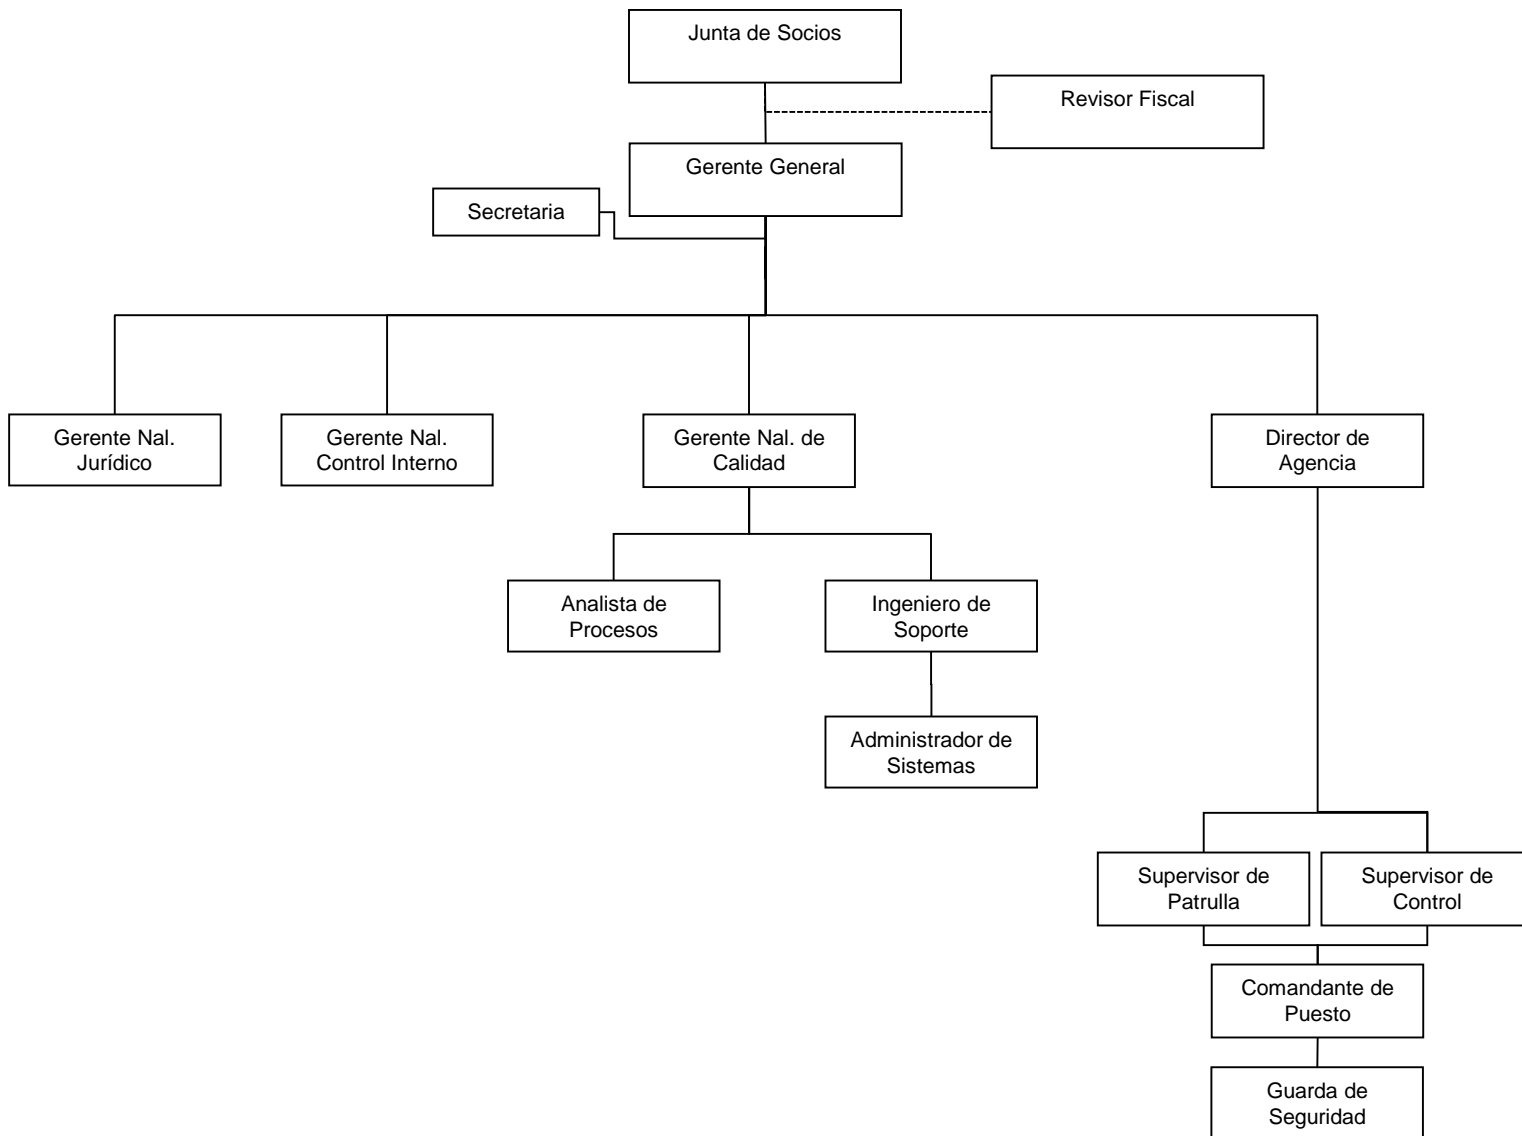 Junta de Socios
Revisor Fiscal
Gerente General
Secretaria
Gerente Nal.
Jurídico
Gerente Nal.
Control Interno
Gerente Nal. de
Calidad
Director de
Agencia
Analista de
Procesos
Ingeniero de
Soporte
Administrador de
Sistemas
Supervisor de
Patrulla
Supervisor de
Control
Comandante de
Puesto
Guarda de
Seguridad